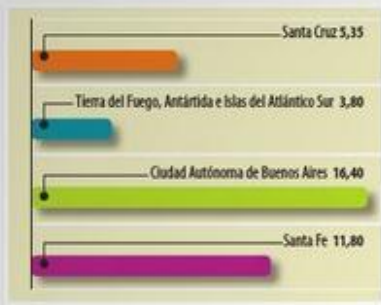 Santa Cruz 5,35
Tierra del Fuego, Antártida e Islas del Atlántico Sur 3,80
Ciudad Autónoma de Buenos Aires 16,40
Santa Fe 11,80